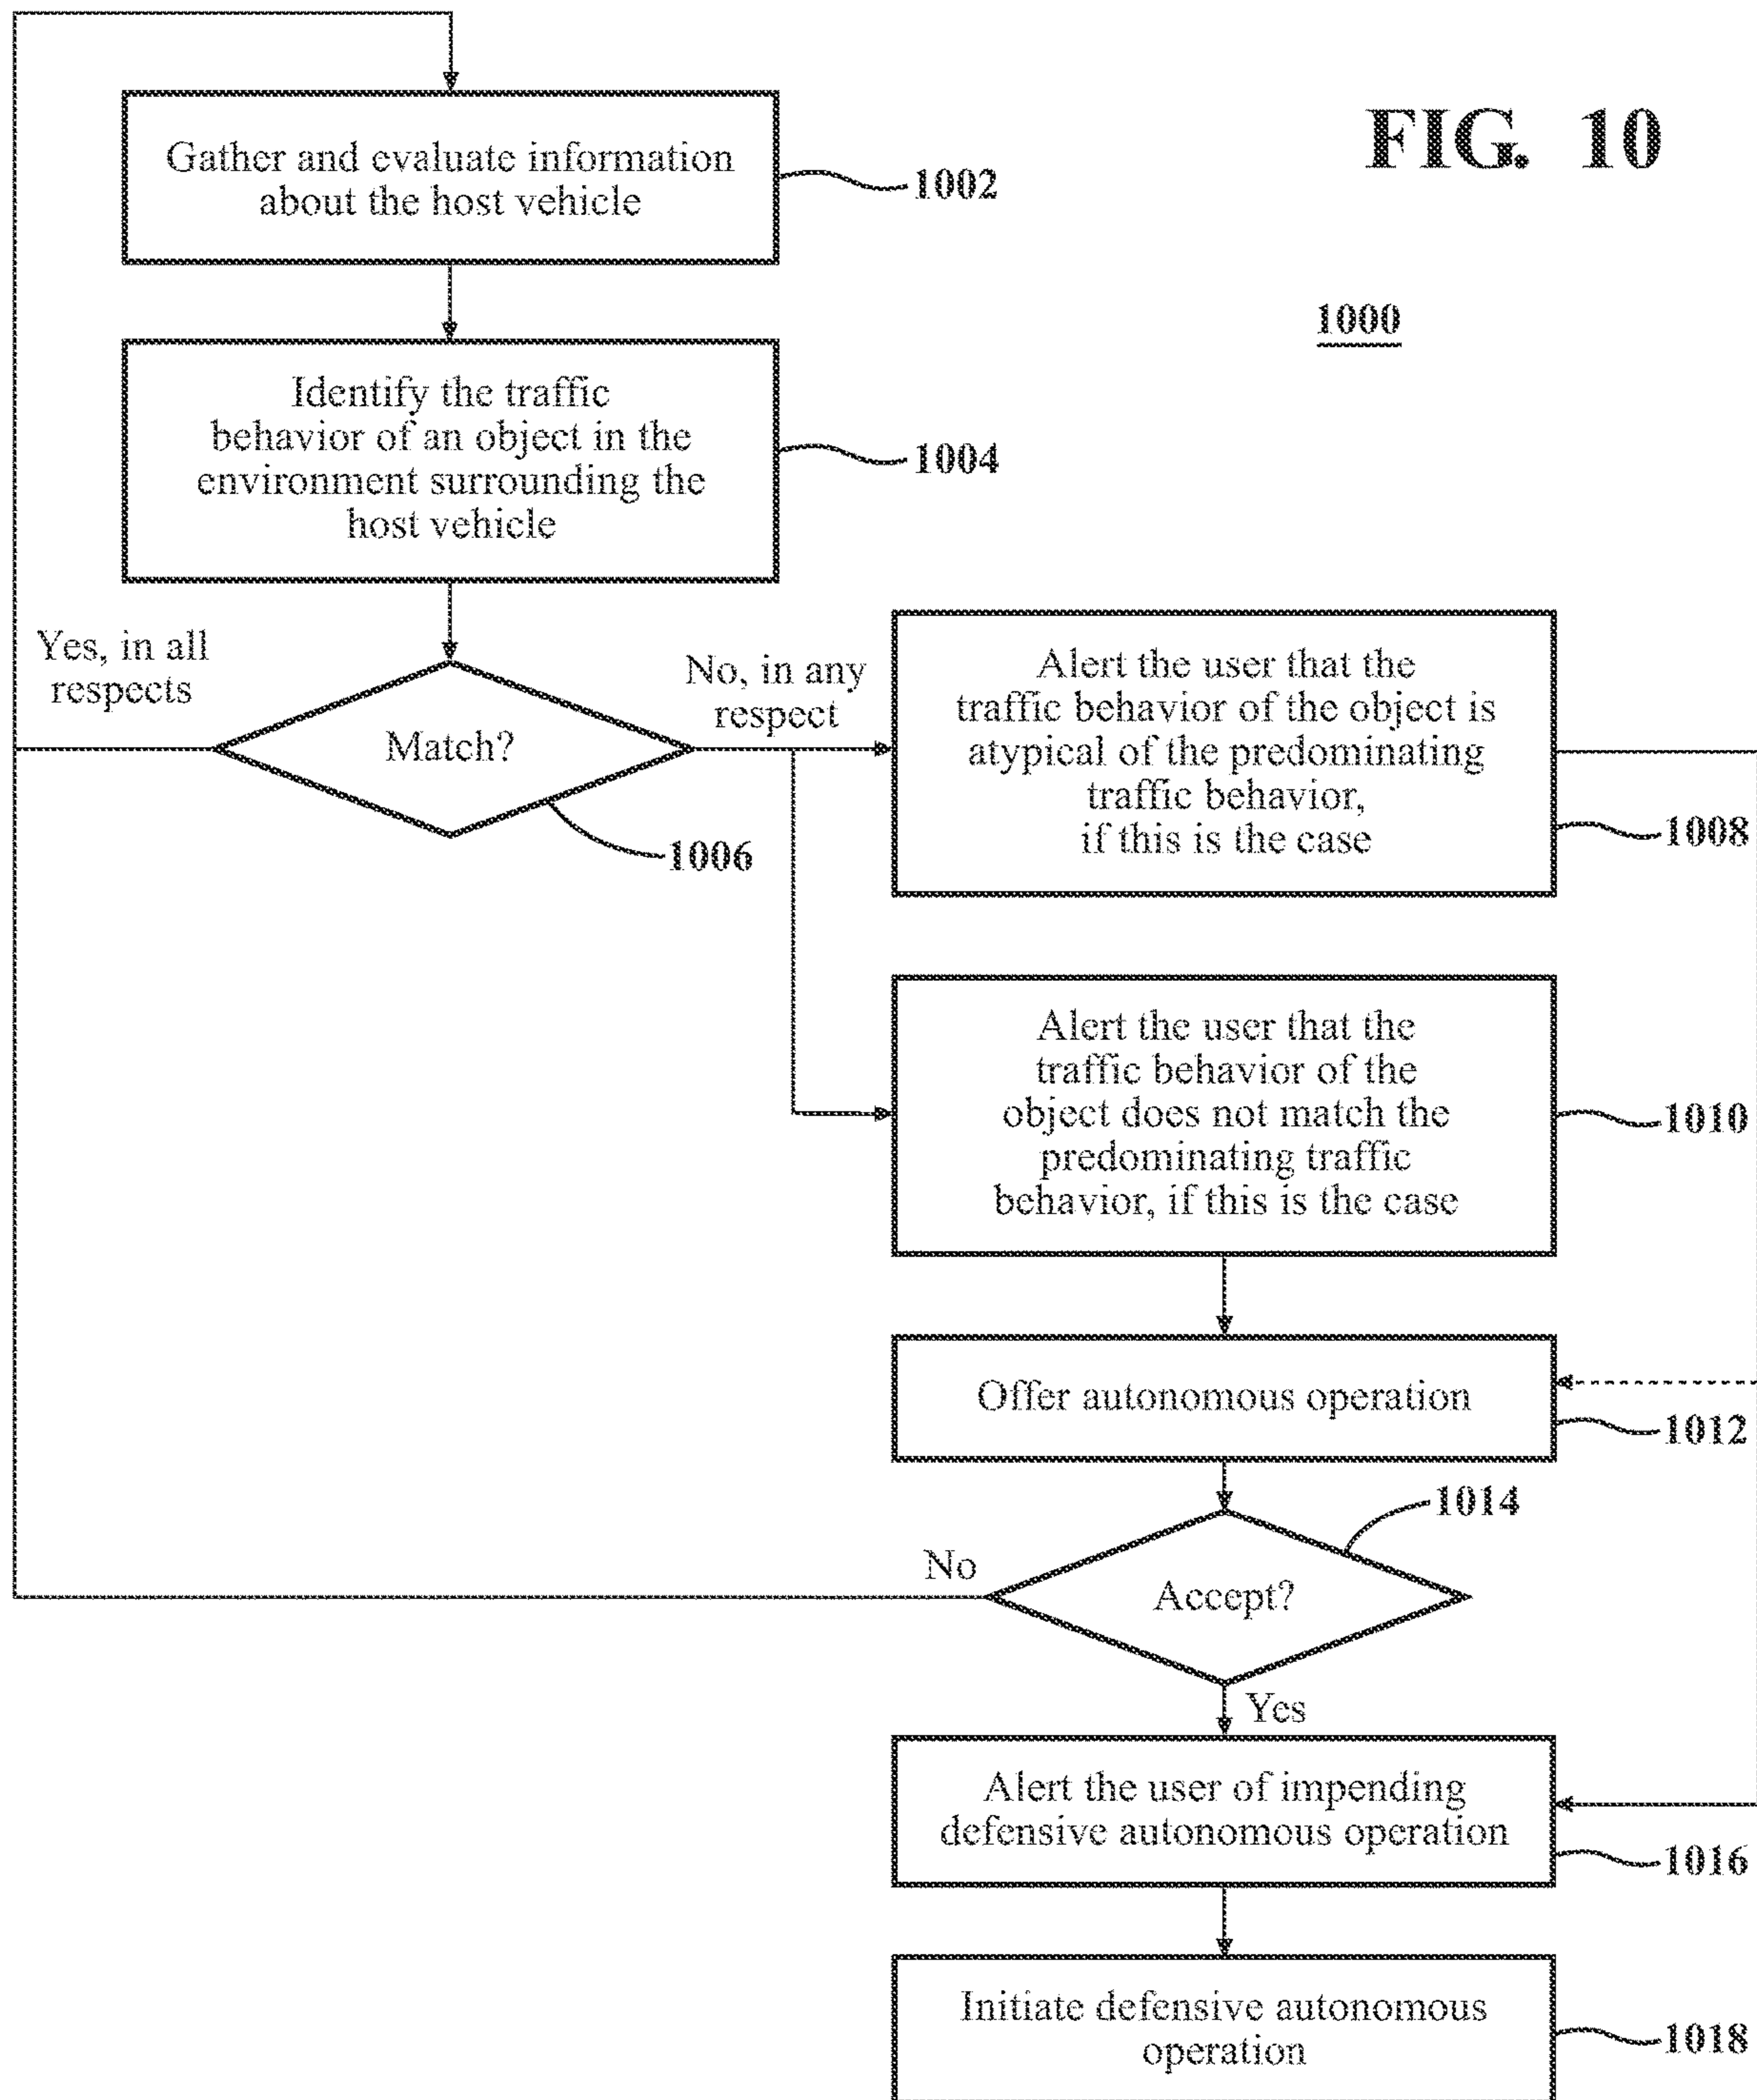 FIG. 10
1000
Gather and evaluate information
about the host vehicle
1002
Identify the traffic
behavior of an object in the
environment surrounding the
host vehicle
1004
Yes, in all
respects
Match?
No, in any
respect
1006
Alert the user that the
traffic behavior of the object is
atypical of the predominating
traffic behavior,
if this is the case
1008
Alert the user that the
traffic behavior of the
object does not match the
predominating traffic
behavior, if this is the case
1010
Offer autonomous operation
1012
1014
No
Accept?
Yes
Alert the user of impending
defensive autonomous operation
1016
Initiate defensive autonomous
operation
1018